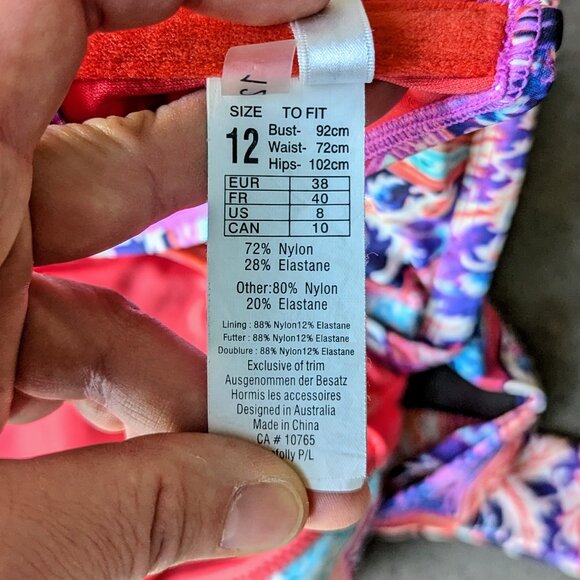 SIZE TO FIT
12 Bust- 92cm
Waist- 72cm
Hips- 102cm
EUR 38
FR 40
US 8
CAN 10
72% Nylon
28% Elastane
Other:80% Nylon
20% Elastane
Lining : 88% Nylon12% Elastane
Futter : 88% Nylon12% Elastane
Doublure : 88% Nylon12% Elastane
Exclusive of trim
Ausgenommen der Besatz
Hormis les accessoires
Designed in Australia
Made in China
CA # 10765
P/L